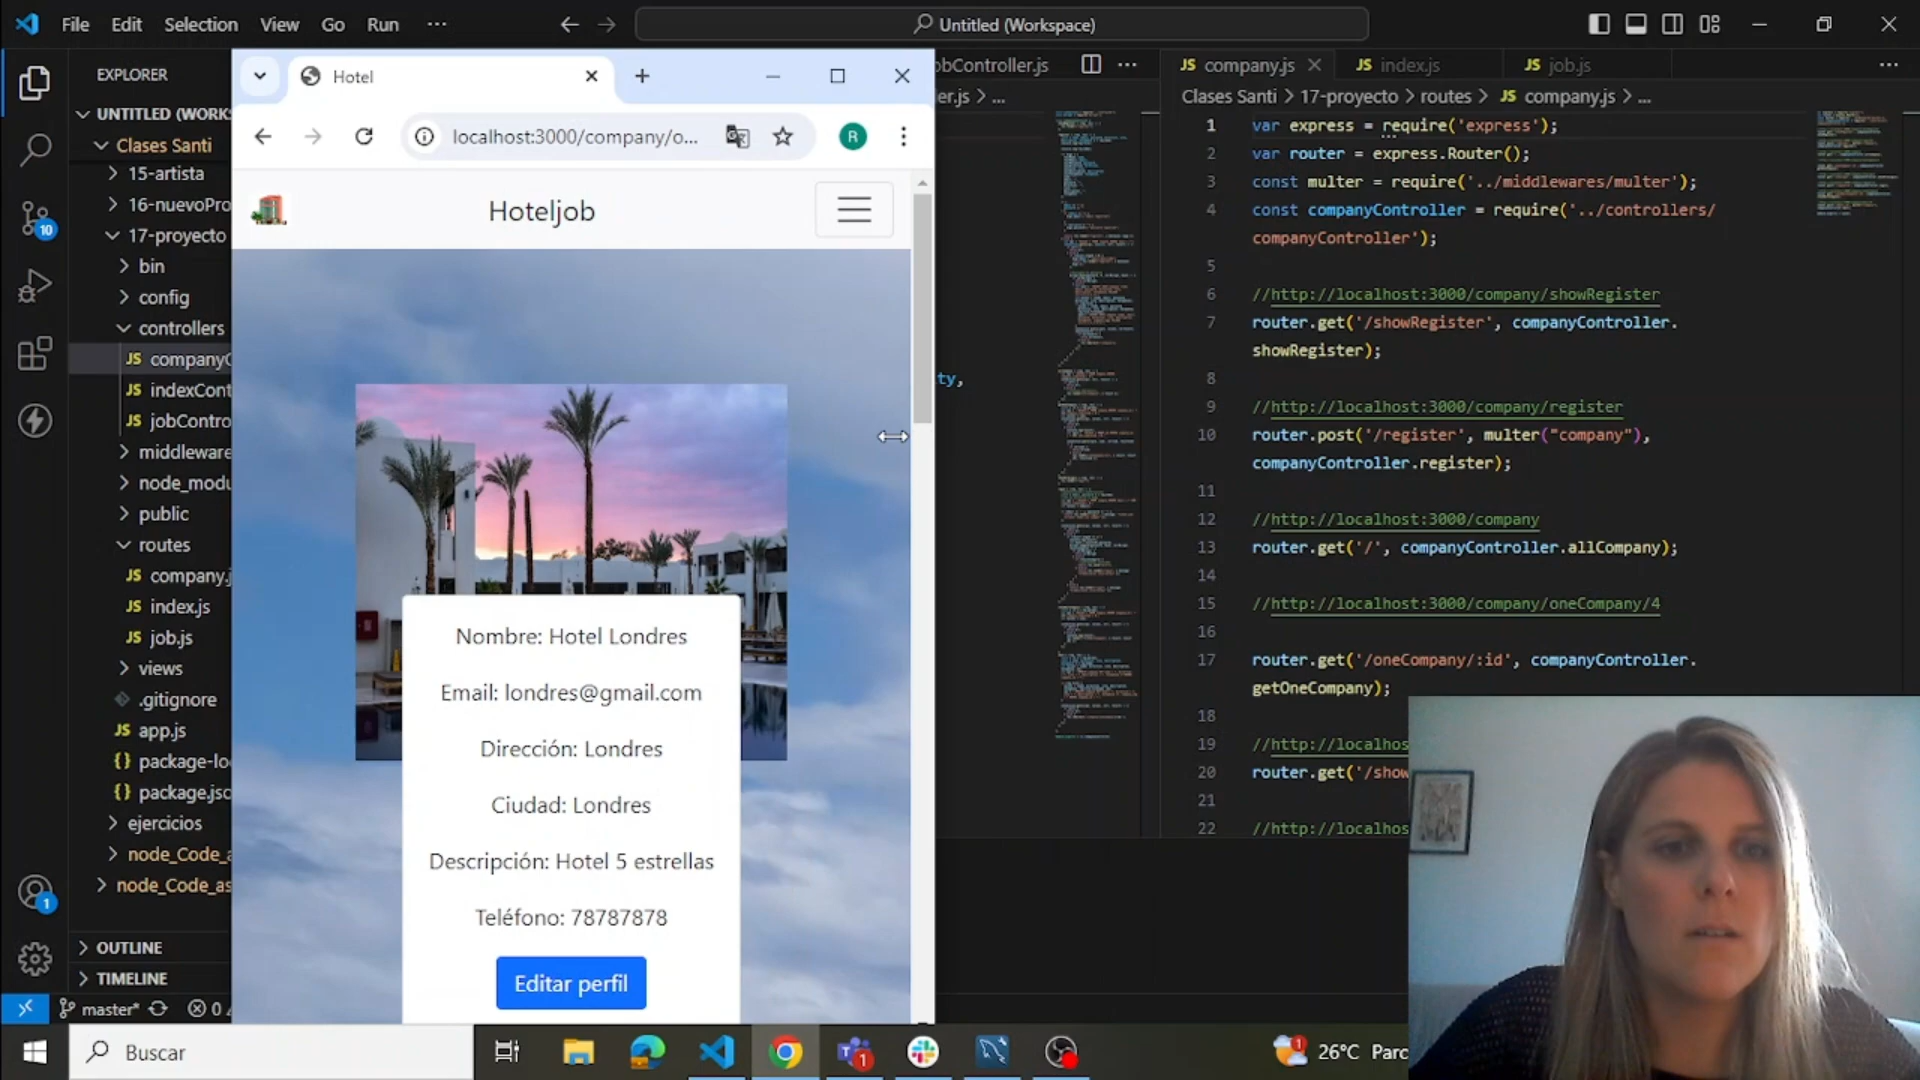 File Edit Selection View Go Run ···
Untitled (Workspace)
EXPLORER
UNTITLED (WORKS
Clases Santi
15-artista
16-nuevoPro
17-proyecto
bin
config
controllers
JS companyC
JS indexCont
JS jobContro
middleware
node_modu
public
routes
JS company.j
JS index.js
JS job.js
views
.gitignore
JS app.js
{} package-lo
{} package.jsc
ejercicios
node_Code_a
node_Code_as
OUTLINE
TIMELINE
10
1
master*
0
Hotel
localhost:3000/company/o...
R
Hoteljob
Nombre: Hotel Londres
Email: londres@gmail.com
Dirección: Londres
Ciudad: Londres
Descripción: Hotel 5 estrellas
Teléfono: 78787878
Editar perfil
obController.js
er.js > ...
ty,
JS company.js
JS index.js
JS job.js
Clases Santi > 17-proyecto > routes > JS company.js > ...
1 var express = require('express');
2 var router = express.Router();
3 const multer = require('../middlewares/multer');
4 const companyController = require('../controllers/
companyController');
5
6 //http://localhost:3000/company/showRegister
7 router.get('/showRegister', companyController.
showRegister);
8
9 //http://localhost:3000/company/register
10 router.post('/register', multer("company"),
companyController.register);
11
12 //http://localhost:3000/company
13 router.get('/', companyController.allCompany);
14
15 //http://localhost:3000/company/oneCompany/4
16
17 router.get('/oneCompany/:id', companyController.
getOneCompany);
18
19 //http://localhos
20 router.get('/show
21
22 //http://localhos
Buscar
1
1
26°C Parc